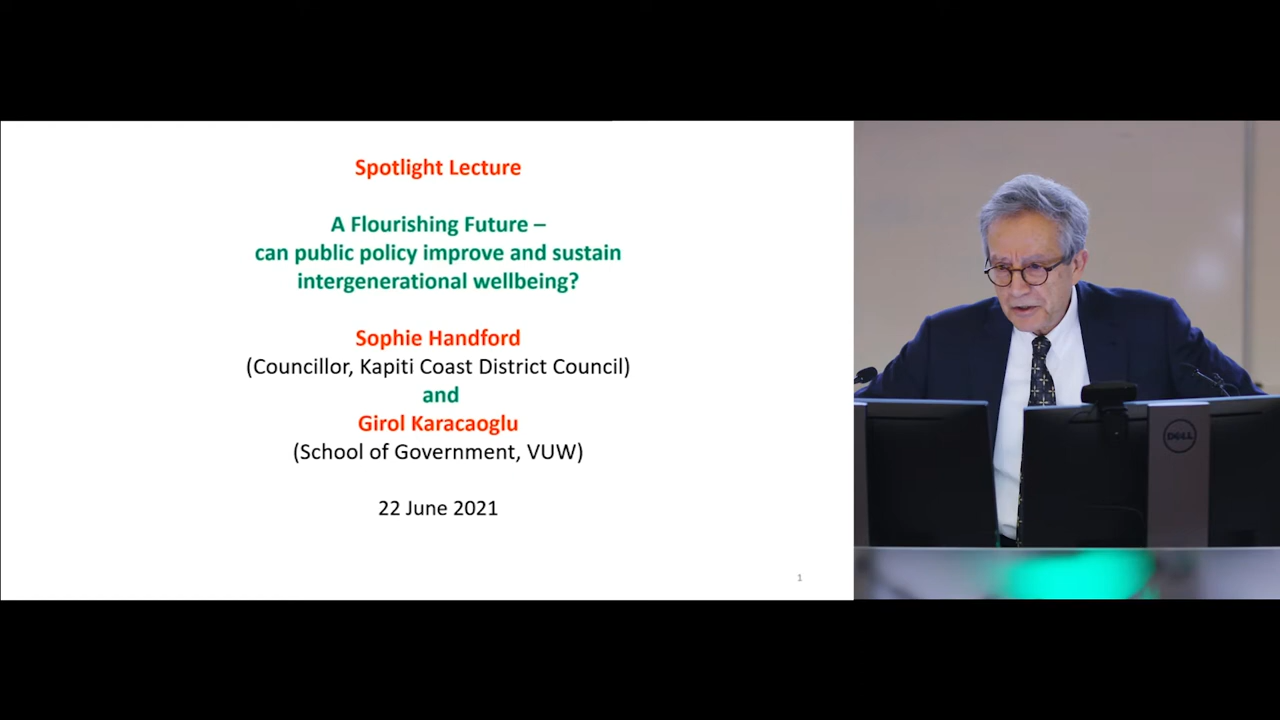 Spotlight Lecture
A Flourishing Future –
can public policy improve and sustain
intergenerational wellbeing?
Sophie Handford
(Councillor, Kapiti Coast District Council)
and
Girol Karacaoglu
(School of Government, VUW)
22 June 2021
1
DELL